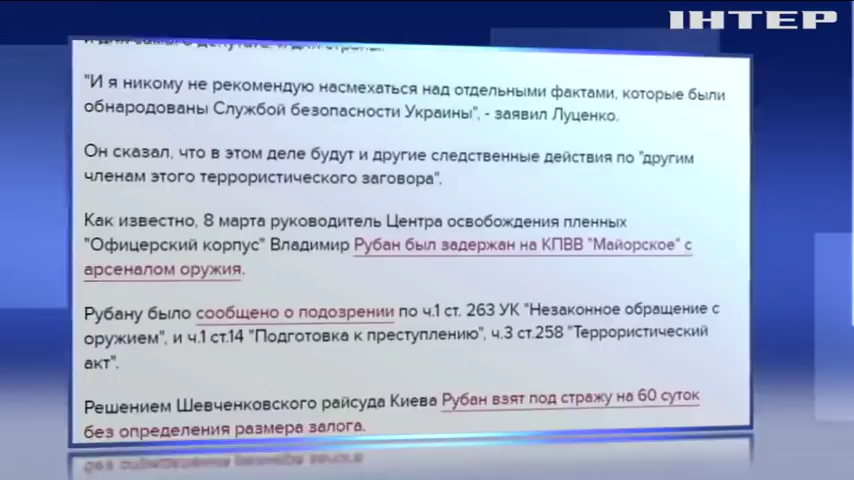 ІНТЕР
"И я никому не рекомендую насмехаться над отдельными фактами, которые были
обнародованы Службой безопасности Украины", - заявил Луценко.
Он сказал, что в этом деле будут и другие следственные действия по "другим
членам этого террористического заговора".
Как известно, 8 марта руководитель Центра освобождения пленных
"Офицерский корпус" Владимир Рубан был задержан на КПВВ "Майорское" с
арсеналом оружия.
Рубану было сообщено о подозрении по ч.1 ст. 263 УК "Незаконное обращение с
оружием", и ч.1 ст.14 "Подготовка к преступлению", ч.3 ст.258 "Террористический
акт".
Решением Шевченковского райсуда Киева Рубан взят под стражу на 60 суток
без определения размера залога.